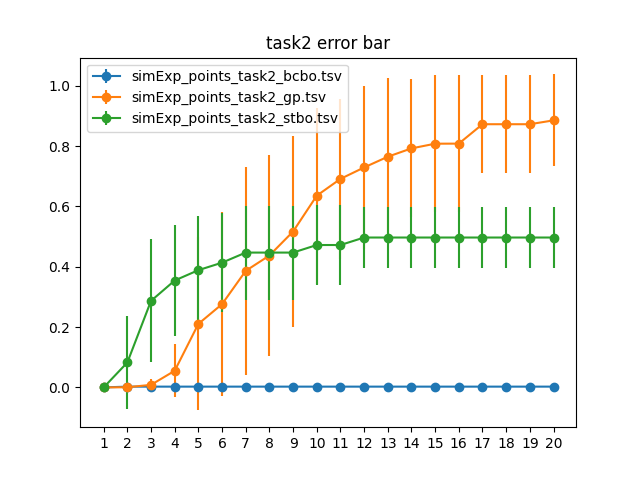 task2 error bar
simExp_points_task2_bcbo.tsv
simExp_points_task2_gp.tsv
simExp_points_task2_stbo.tsv
1.0
0.8
0.6
0.4
0.2
0.0
1 2 3 4 5 6 7 8 9 10 11 12 13 14 15 16 17 18 19 20